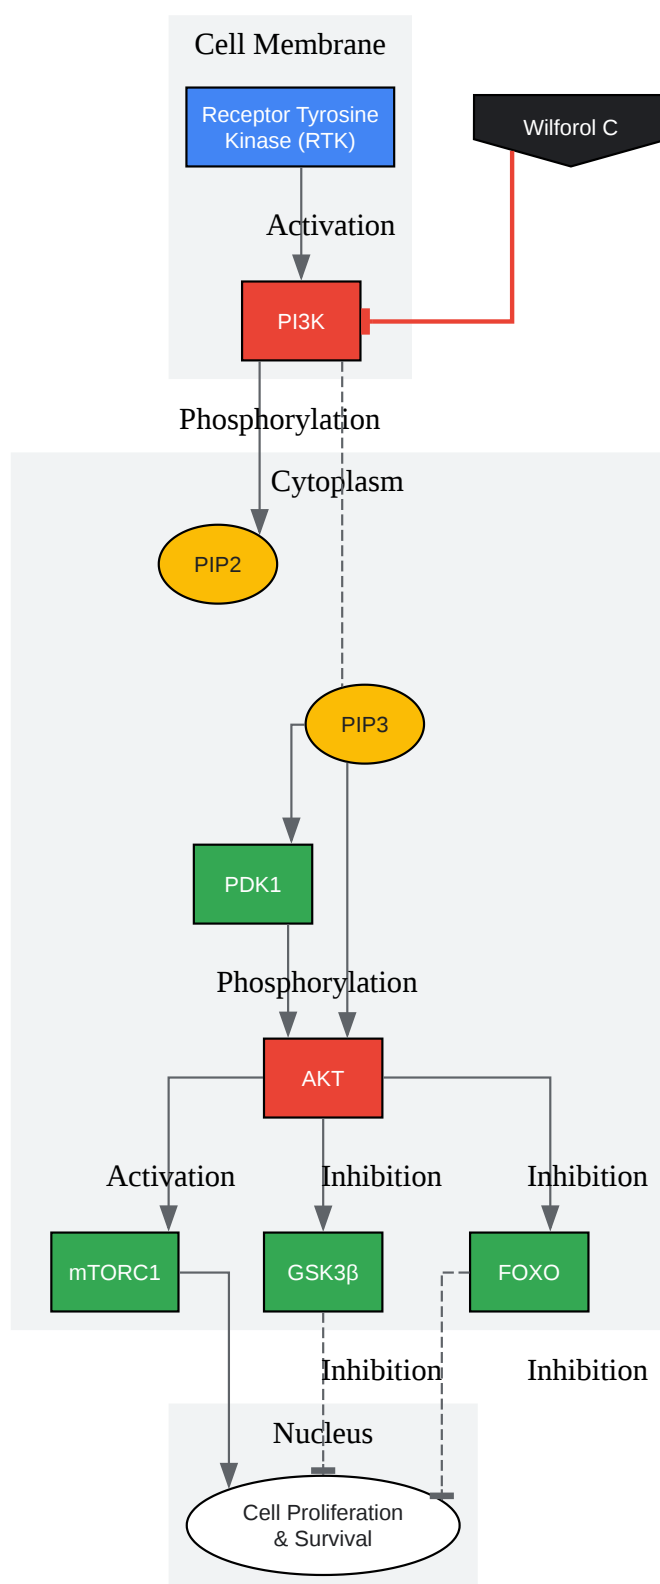 Cell Membrane
Receptor Tyrosine
Kinase (RTK)
Wilforol C
Activation
PI3K
Phosphorylation
Cytoplasm
PIP2
PIP3
PDK1
Phosphorylation
AKT
Activation
Inhibition
Inhibition
mTORC1
GSK3β
FOXO
Inhibition
Inhibition
Nucleus
Cell Proliferation
& Survival